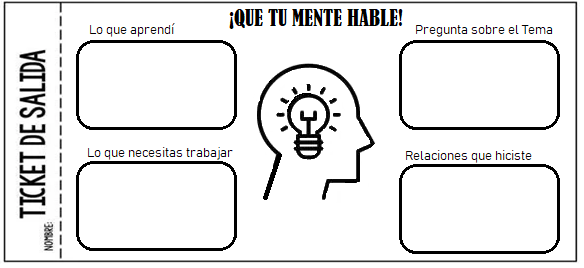 TICKET DE SALIDA
NOMBRE:
¡QUE TU MENTE HABLE!
Lo que aprendí
Pregunta sobre el Tema
Lo que necesitas trabajar
Relaciones que hiciste